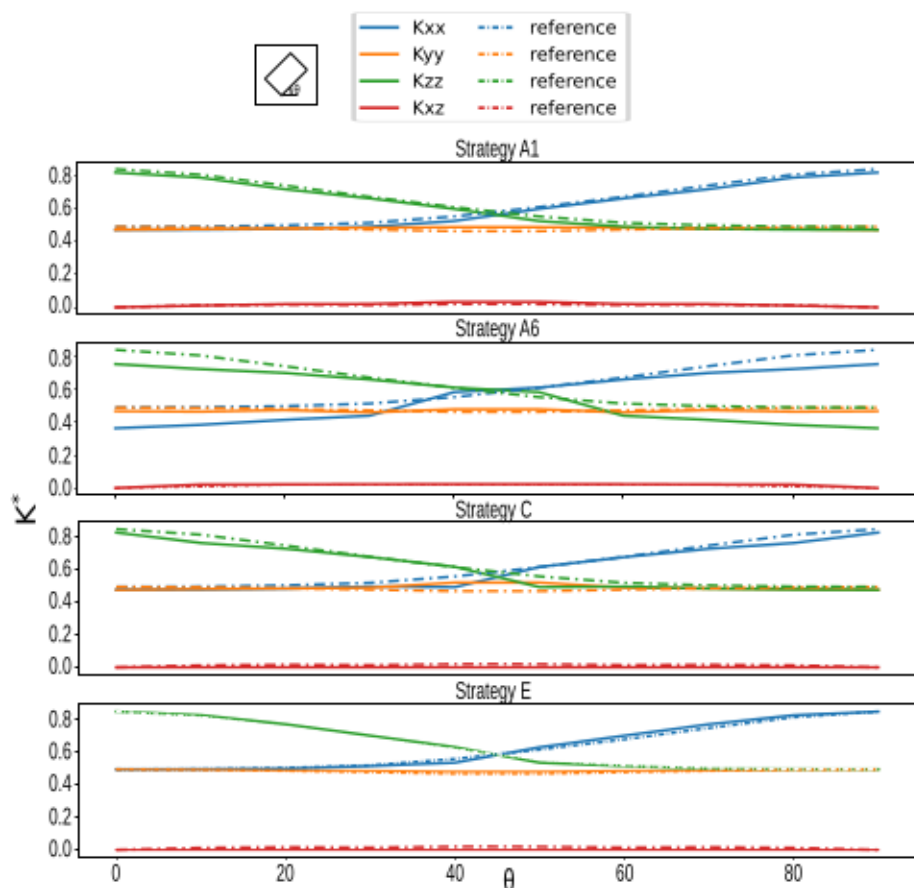 Kxx reference
Kyy reference
Kzz reference
Kxz reference
Strategy A1
0.8
0.6
0.4
0.2
0.0
Strategy A6
0.8
0.6
0.4
0.2
0.0
K*
Strategy C
0.8
0.6
0.4
0.2
0.0
Strategy E
0.8
0.6
0.4
0.2
0.0
0 20 40 60 80
θ